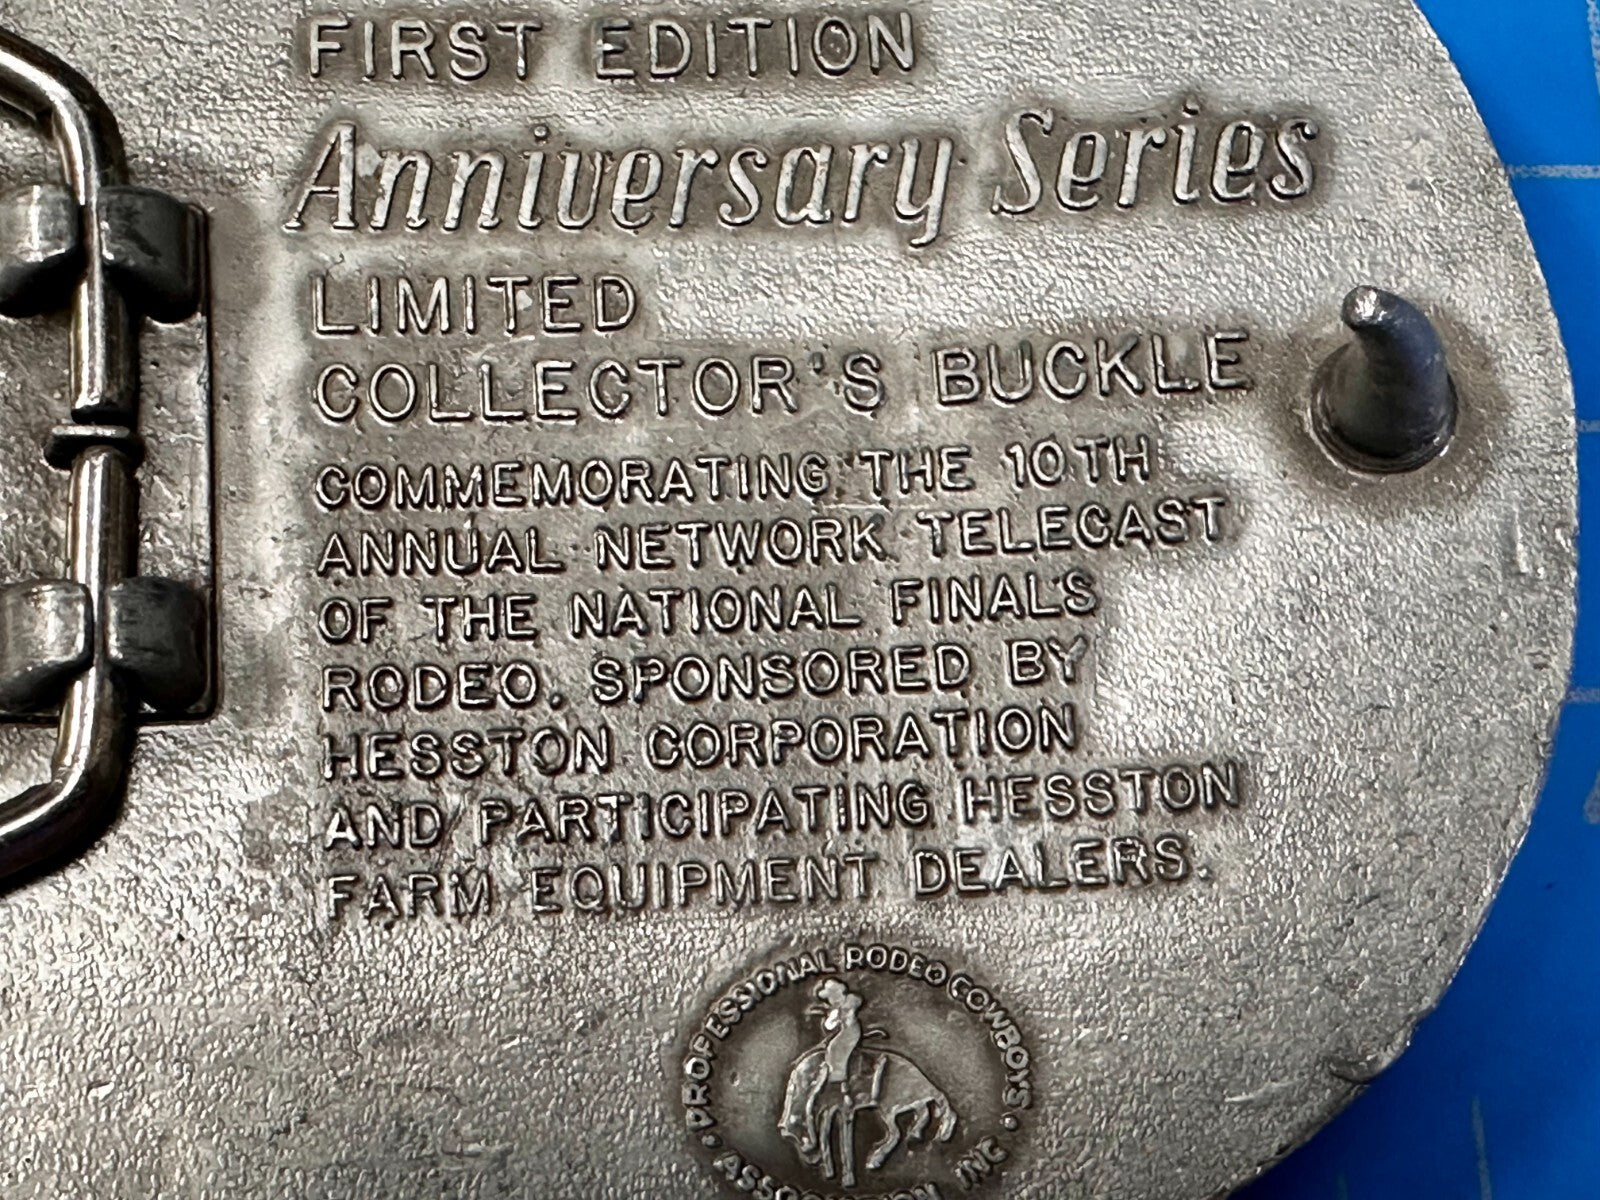 FIRST EDITION
Anniversary Series
LIMITED
COLLECTOR'S BUCKLE
COMMEMORATING THE 10TH
ANNUAL NETWORK TELECAST
OF THE NATIONAL FINALS
RODEO. SPONSORED BY
HESSTON CORPORATION
AND PARTICIPATING HESSTON
FARM EQUIPMENT DEALERS.
• PROFESSIONAL RODEO COWBOYS •
ASSOCIATION INC